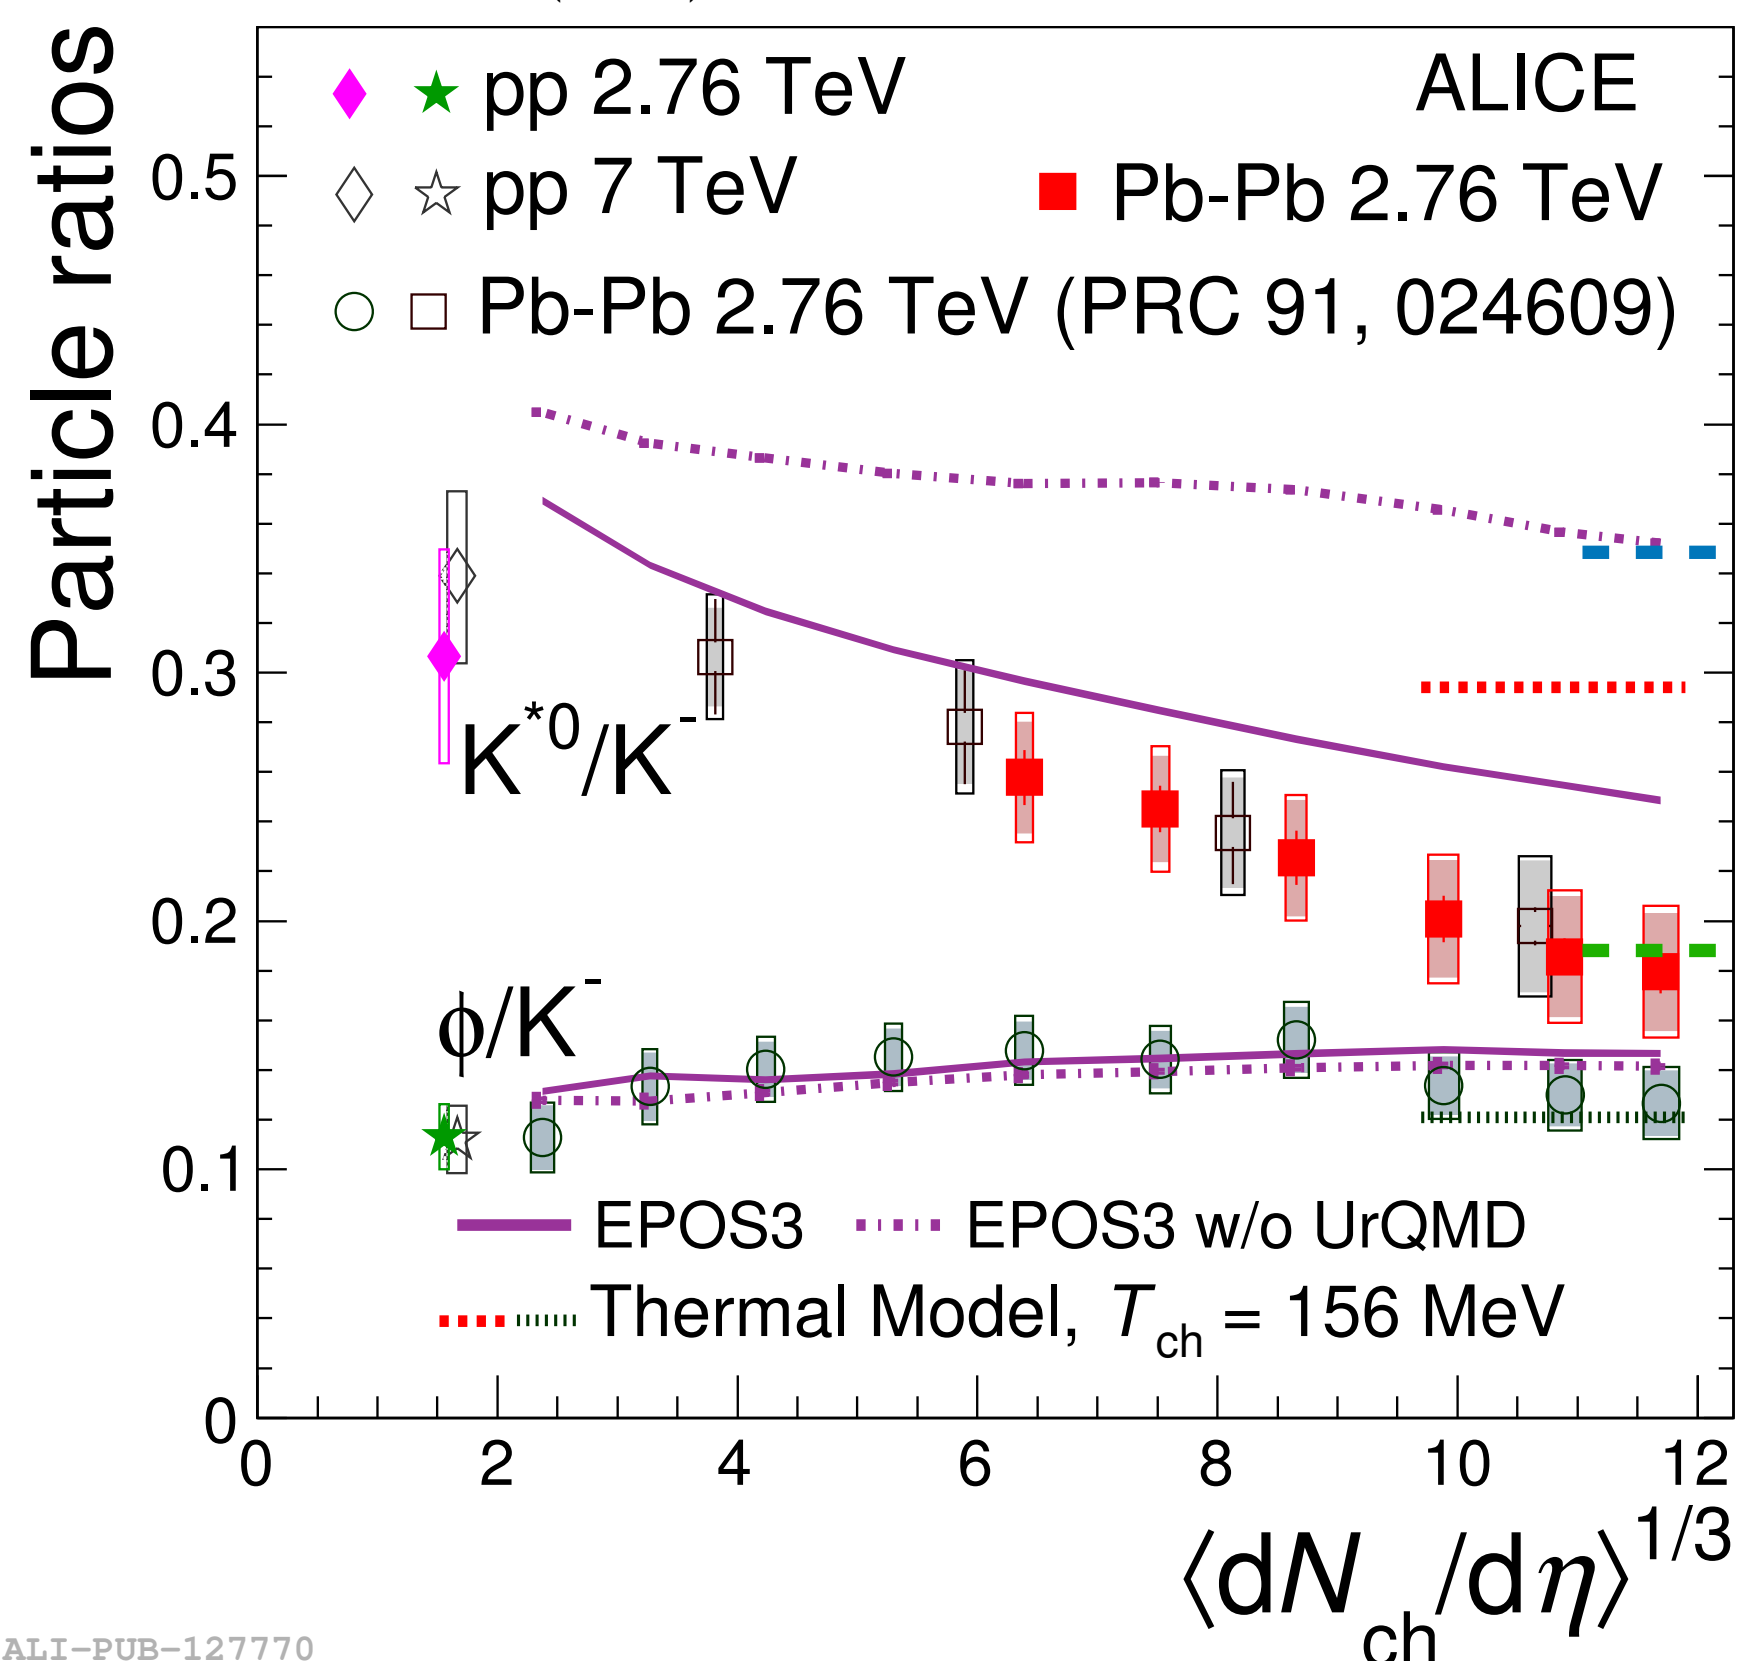 Particle ratios
pp 2.76 TeV
ALICE
pp 7 TeV
Pb-Pb 2.76 TeV
Pb-Pb 2.76 TeV (PRC 91, 024609)
0.5
0.4
0.3
0.2
0.1
0
K*0/K-
ϕ/K-
EPOS3
EPOS3 w/o UrQMD
Thermal Model, Tch = 156 MeV
0 2 4 6 8 10 12
⟨dNch/dη⟩1/3
ALI-PUB-127770